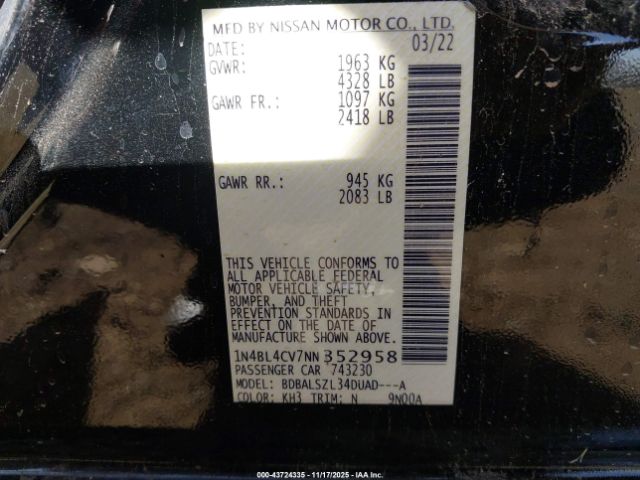 MFD BY NISSAN MOTOR CO., LTD.
DATE: 03/22
GVWR: 1963 KG
4328 LB
GAWR FR.: 1097 KG
2418 LB
GAWR RR.: 945 KG
2083 LB
THIS VEHICLE CONFORMS TO
ALL APPLICABLE FEDERAL
MOTOR VEHICLE SAFETY,
BUMPER, AND THEFT
PREVENTION STANDARDS IN
EFFECT ON THE DATE OF
MANUFACTURE SHOWN ABOVE.
1N4BL4CV7NN352958
PASSENGER CAR 743230
MODEL: BDBALSZL34DUAD---A
COLOR: KH3 TRIM: N 9N00A
000-43724335 - 11/17/2025 - IAAI.COM